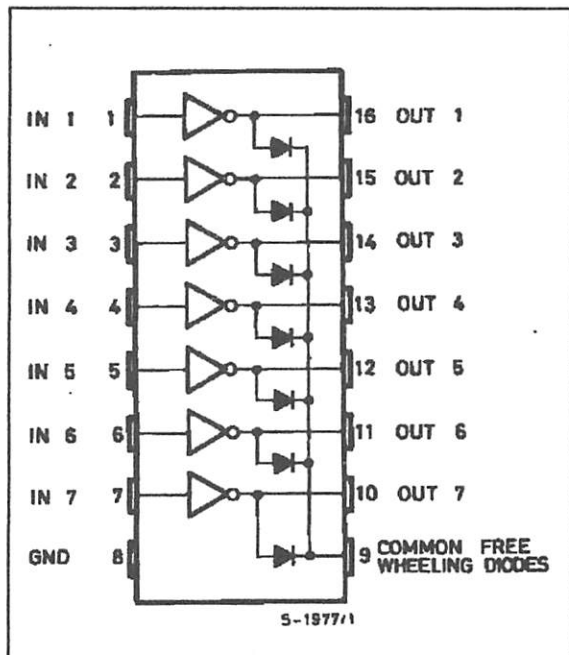 IN 1 1 16 OUT 1
IN 2 2 15 OUT 2
IN 3 3 14 OUT 3
IN 4 4 13 OUT 4
IN 5 5 12 OUT 5
IN 6 6 11 OUT 6
IN 7 7 10 OUT 7
GND 8 9 COMMON FREE
WHEELING DIODES
S-1977/1